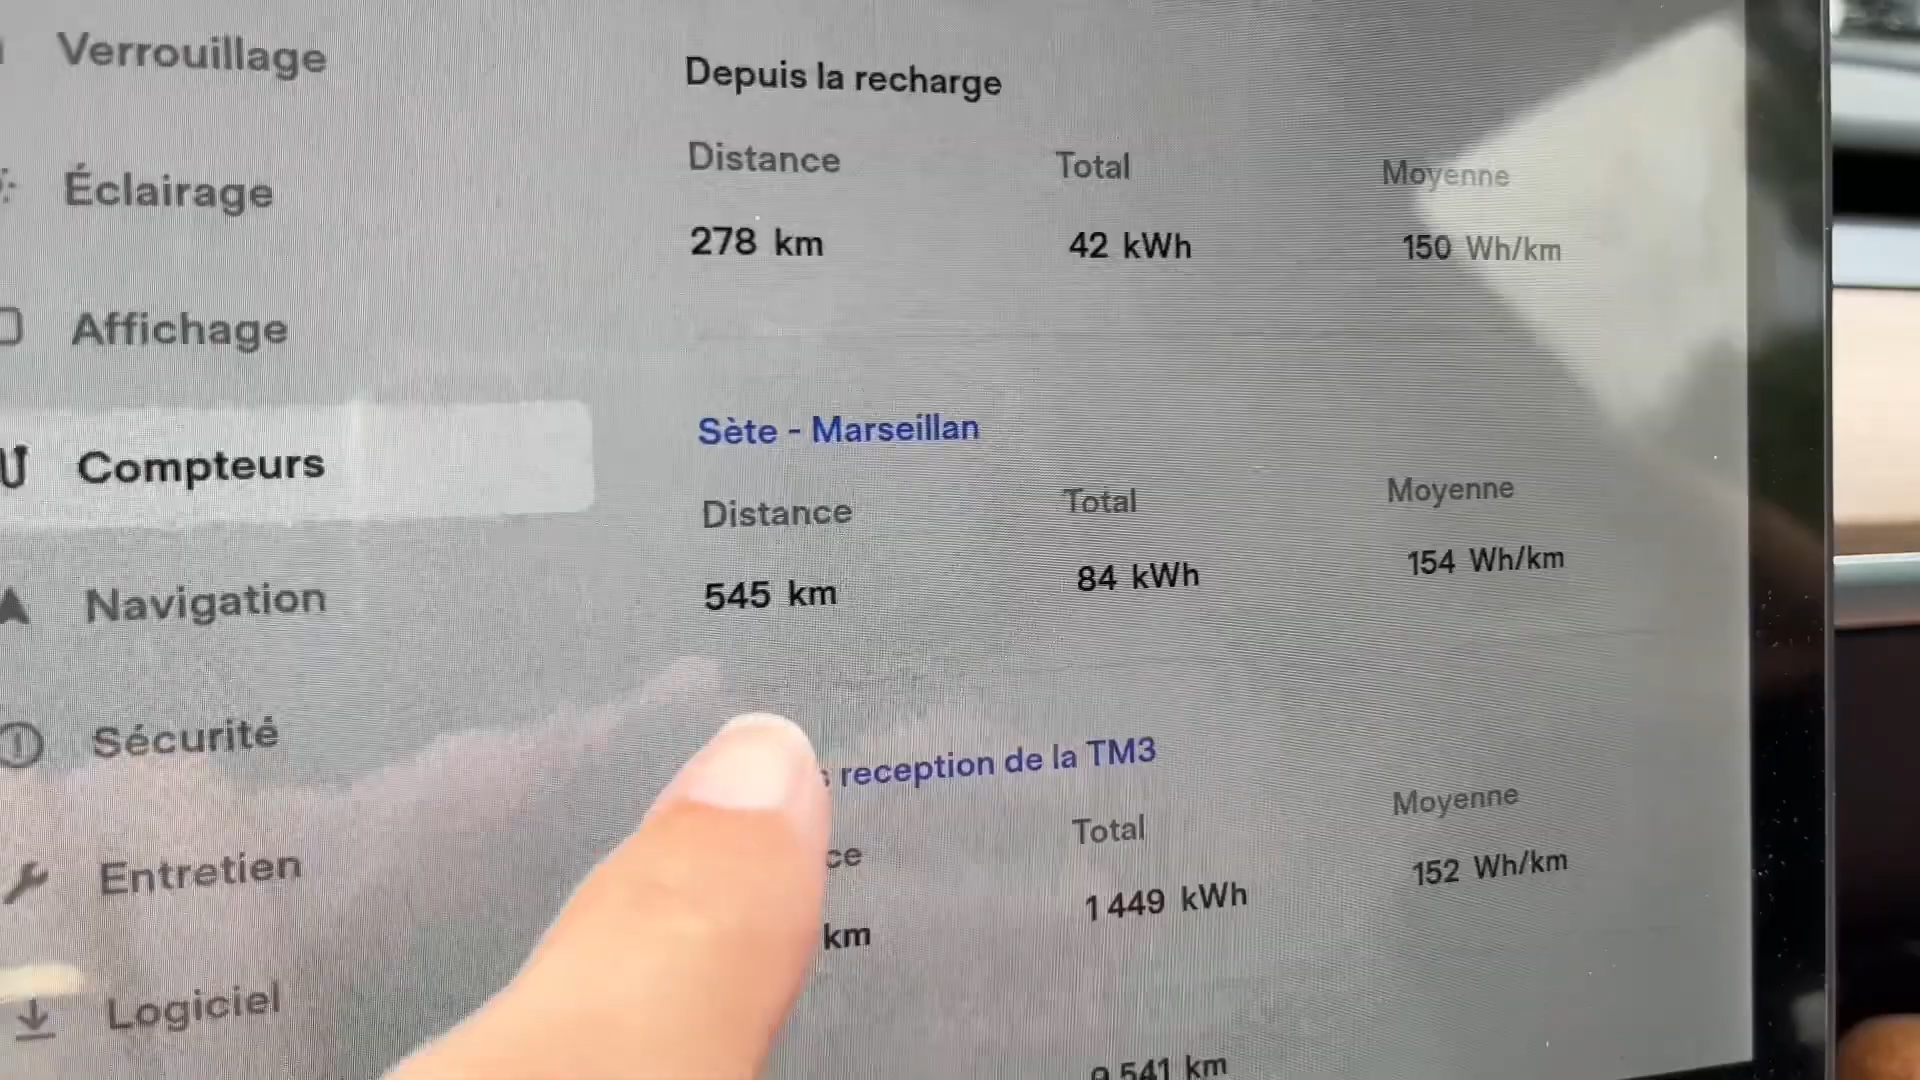 Verrouillage
Éclairage
Affichage
Compteurs
Navigation
Sécurité
Entretien
Logiciel
Depuis la recharge
Distance Total Moyenne
278 km 42 kWh 150 Wh/km
Sète - Marseillan
Distance Total Moyenne
545 km 84 kWh 154 Wh/km
reception de la TM3
Total Moyenne
km 1 449 kWh 152 Wh/km
541 km